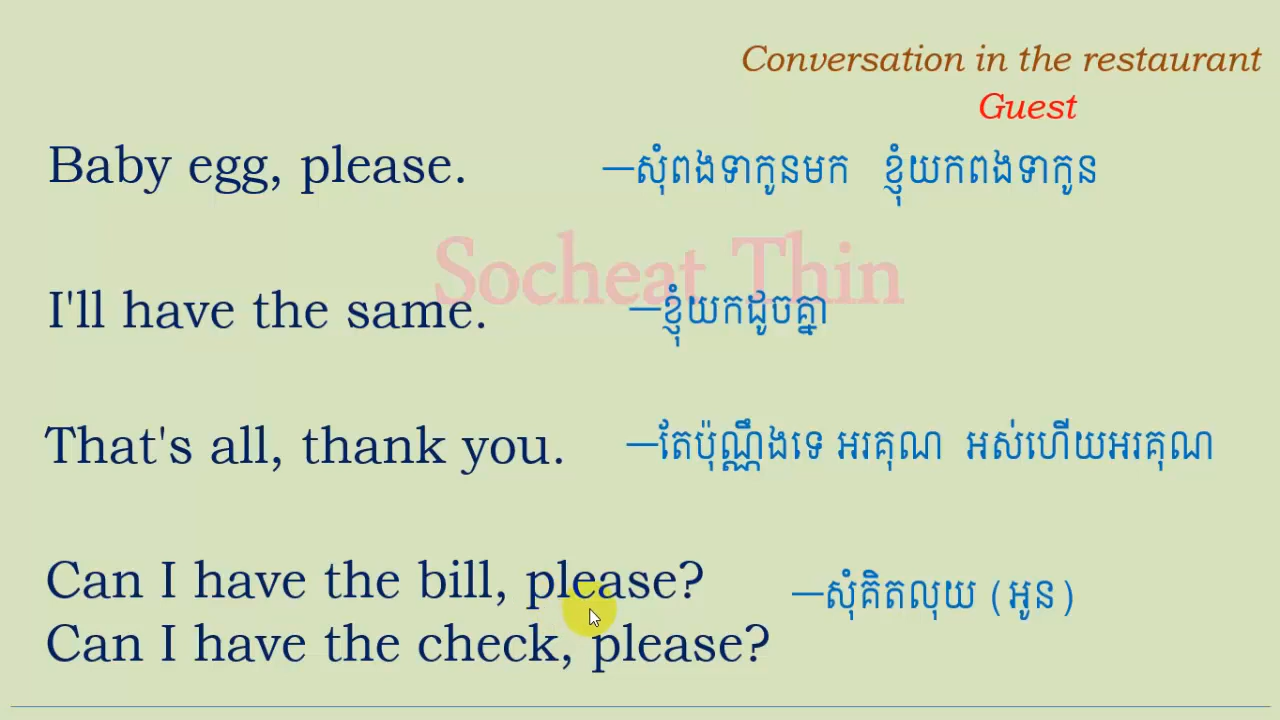 Conversation in the restaurant
Guest
Baby egg, please. —សុំពងទាកូនមក ខ្ញុំយកពងទាកូន
Socheat Thin
I'll have the same. —ខ្ញុំយកដូចគ្នា
That's all, thank you. —តែប៉ុណ្ណឹងទេ អរគុណ អស់ហើយអរគុណ
Can I have the bill, please? —សុំគិតលុយ (អូន)
Can I have the check, please?